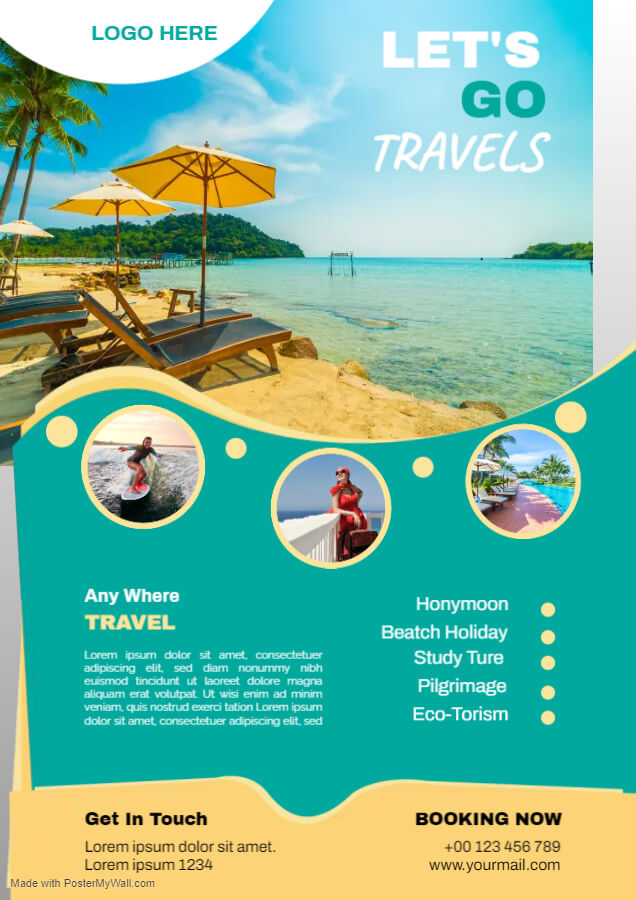 LOGO HERE
LET'S
GO
TRAVELS
Any Where
TRAVEL
Lorem ipsum dolor sit amet, consectetuer
adipiscing elit, sed diam nonummy nibh
euismod tincidunt ut laoreet dolore magna
aliquam erat volutpat. Ut wisi enim ad minim
veniam, quis nostrud exerci tation Lorem ipsum
dolor sit amet, consectetuer adipiscing elit, sed
Honymoon
Beatch Holiday
Study Ture
Pilgrimage
Eco-Torism
Get In Touch
Lorem ipsum dolor sit amet.
Lorem ipsum 1234
BOOKING NOW
+00 123 456 789
www.yourmail.com
Made with PosterMyWall.com